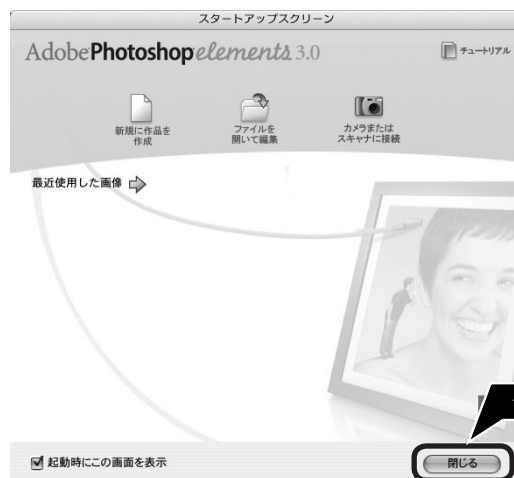 スタートアップスクリーン
Adobe Photoshop elements 3.0
チュートリアル
新規に作品を
作成
ファイルを
開いて編集
カメラまたは
スキャナに接続
最近使用した画像
起動時にこの画面を表示
閉じる